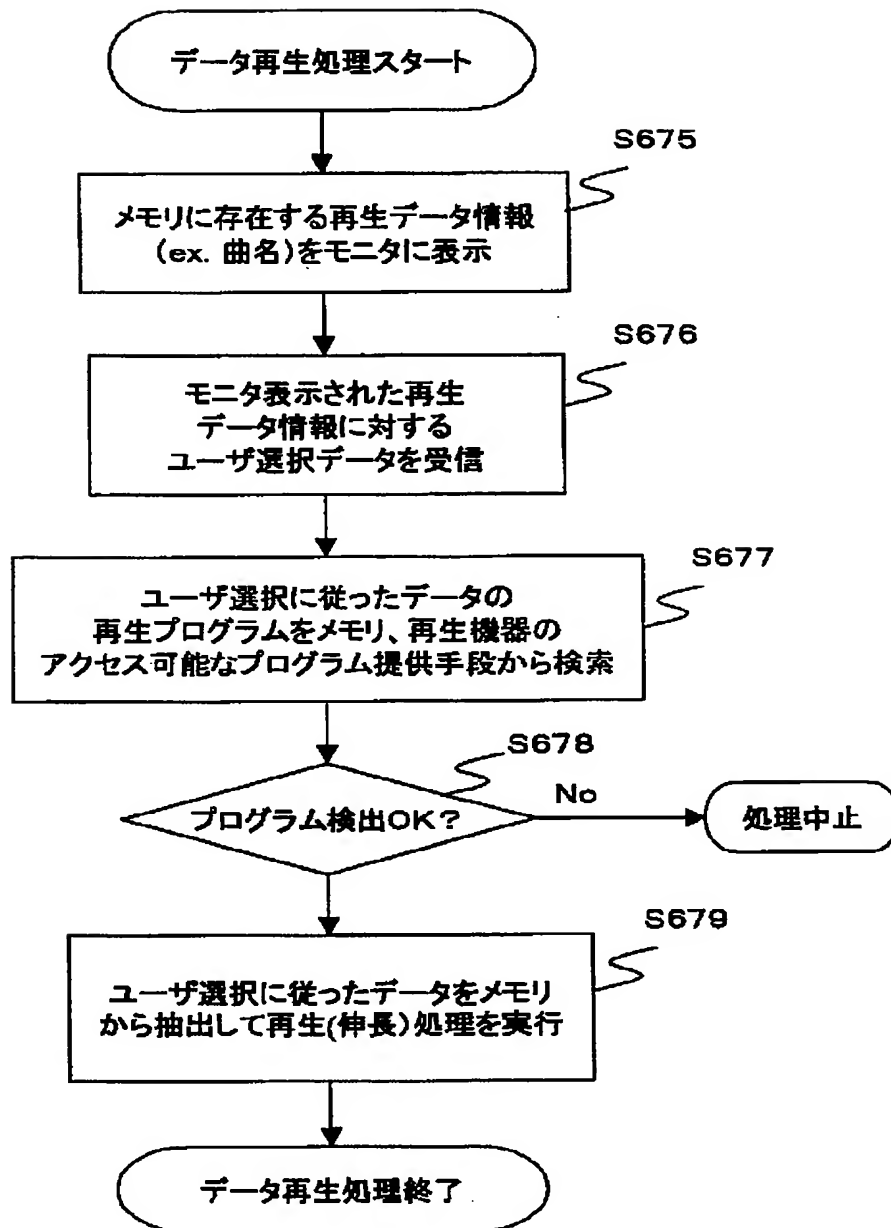 データ再生処理スタート
S675
メモリに存在する再生データ情報
(ex. 曲名)をモニタに表示
S676
モニタ表示された再生
データ情報に対する
ユーザ選択データを受信
S677
ユーザ選択に従ったデータの
再生プログラムをメモリ、再生機器の
アクセス可能なプログラム提供手段から検索
S678
プログラム検出OK?
No
処理中止
S679
ユーザ選択に従ったデータをメモリ
から抽出して再生(伸長)処理を実行
データ再生処理終了